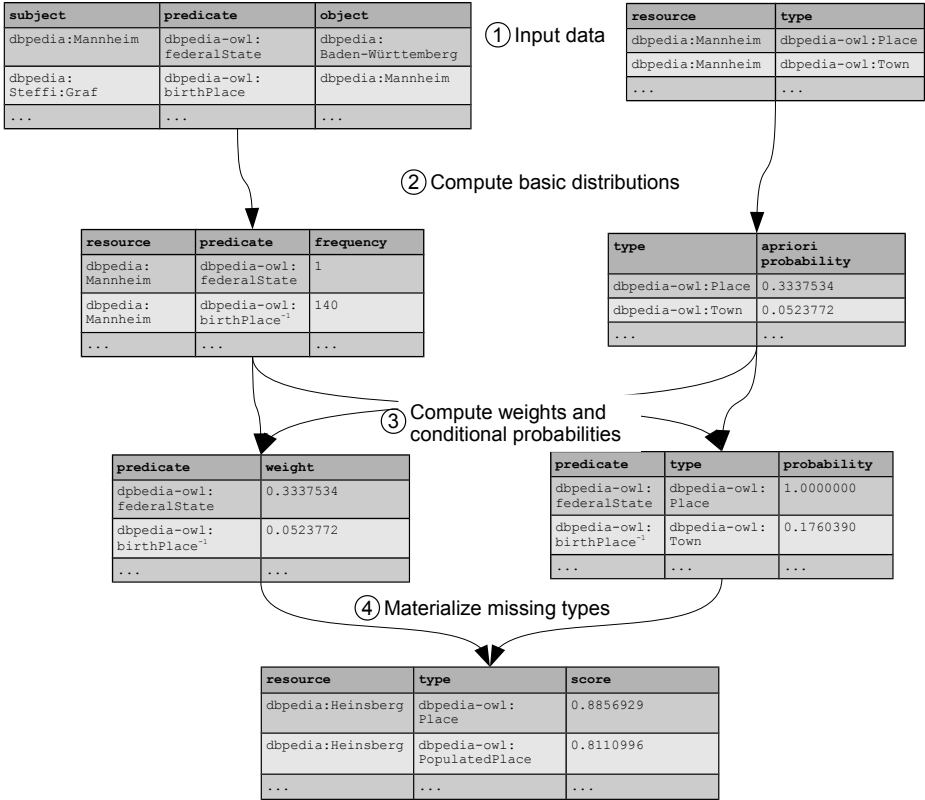 subject predicate object
dbpedia:Mannheim dbpedia-owl: dbpedia:
federalState Baden-Württemberg
dbpedia: dbpedia-owl: dbpedia:Mannheim
Steffi:Graf birthPlace
... ... ...
1 Input data
resource type
dbpedia:Mannheim dbpedia-owl:Place
dbpedia:Mannheim dbpedia-owl:Town
... ...
2 Compute basic distributions
resource predicate frequency
dbpedia: dbpedia-owl: 1
Mannheim federalState
dbpedia: dbpedia-owl: 140
Mannheim birthPlace⁻¹
... ... ...
type apriori
probability
dbpedia-owl:Place 0.3337534
dbpedia-owl:Town 0.0523772
... ...
3 Compute weights and
conditional probabilities
predicate weight
dpbedia-owl: 0.3337534
federalState
dbpedia-owl: 0.0523772
birthPlace⁻¹
... ...
predicate type probability
dbpedia-owl: dbpedia-owl: 1.0000000
federalState Place
dbpedia-owl: dbpedia-owl: 0.1760390
birthPlace⁻¹ Town
... ... ...
4 Materialize missing types
resource type score
dbpedia:Heinsberg dbpedia-owl: 0.8856929
Place
dbpedia:Heinsberg dbpedia-owl: 0.8110996
PopulatedPlace
... ... ...